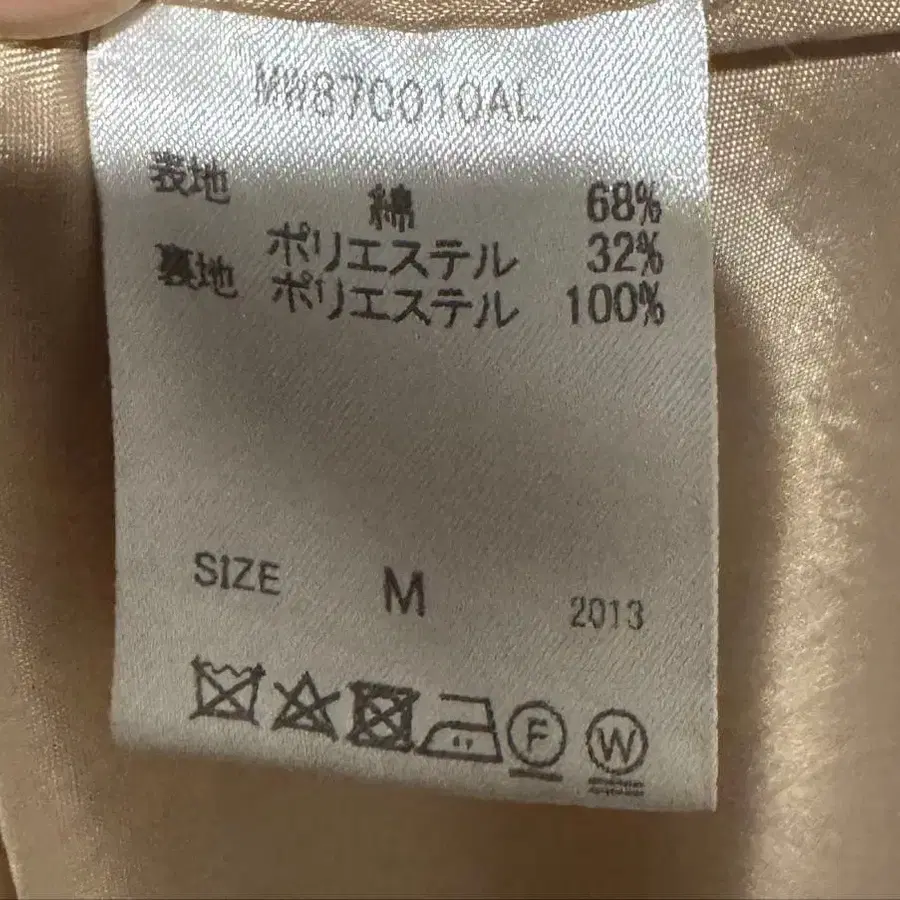 MW870010AL
表地 綿 68%
ポリエステル 32%
裏地 ポリエステル 100%
SIZE M 2013
F W